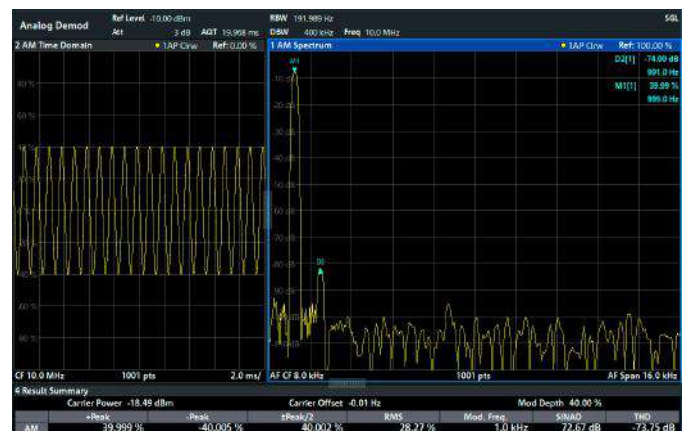 Analog Demod
Ref Level -10.00 dBm
RBW 191.989 Hz
SGL
Att 3 dB AQT 19.968 ms DBW 400 kHz Freq 10.0 MHz
2 AM Time Domain
1AP Clrw Ref: 0.00 %
1 AM Spectrum
1AP Clrw Ref: 100.00 %
D2[1] -74.00 dB
991.0 Hz
M1[1] 39.99 %
999.0 Hz
M1
D2
CF 10.0 MHz 1001 pts 2.0 ms/
AF CF 8.0 kHz 1001 pts AF Span 16.0 kHz
4 Result Summary
Carrier Power -18.49 dBm Carrier Offset -0.01 Hz Mod Depth 40.00 %
+Peak -Peak ±Peak/2 RMS Mod. Freq. SINAD THD
AM 39.999 % -40.005 % 40.002 % 28.27 % 1.0 kHz 72.67 dB -73.75 dB